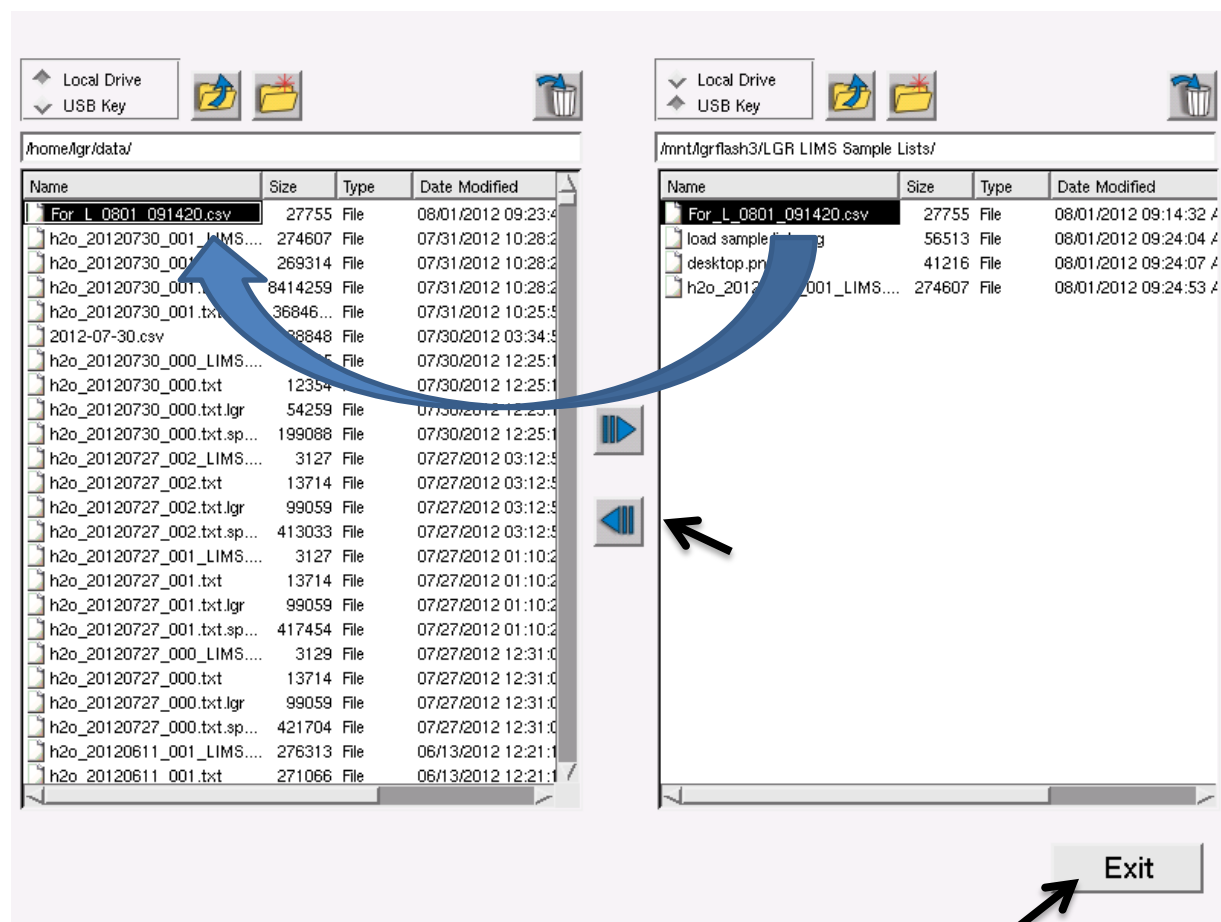 Local Drive
USB Key
/home/lgr/data/
Name Size Type Date Modified
For_L_0801_091420.csv 27755 File 08/01/2012 09:23:4
h2o_20120730_001_LIMS.... 274607 File 07/31/2012 10:28:2
269314 File 07/31/2012 10:28:2
8414259 File 07/31/2012 10:28:2
h2o_20120730_001.txt 36846... File 07/31/2012 10:25:5
2012-07-30.csv 07/30/2012 03:34:5
h2o_20120730_000_LIMS.... File 07/30/2012 12:25:1
h2o_20120730_000.txt 12354 07/30/2012 12:25:1
h2o_20120730_000.txt.lgr 54259 File 07/30/2012 12:25:1
h2o_20120730_000.txt.sp... 199088 File 07/30/2012 12:25:1
h2o_20120727_002_LIMS.... 3127 File 07/27/2012 03:12:5
h2o_20120727_002.txt 13714 File 07/27/2012 03:12:5
h2o_20120727_002.txt.lgr 99059 File 07/27/2012 03:12:5
h2o_20120727_002.txt.sp... 413033 File 07/27/2012 03:12:5
h2o_20120727_001_LIMS.... 3127 File 07/27/2012 01:10:2
h2o_20120727_001.txt 13714 File 07/27/2012 01:10:2
h2o_20120727_001.txt.lgr 99059 File 07/27/2012 01:10:2
h2o_20120727_001.txt.sp... 417454 File 07/27/2012 01:10:2
h2o_20120727_000_LIMS.... 3129 File 07/27/2012 12:31:0
h2o_20120727_000.txt 13714 File 07/27/2012 12:31:0
h2o_20120727_000.txt.lgr 99059 File 07/27/2012 12:31:0
h2o_20120727_000.txt.sp... 421704 File 07/27/2012 12:31:0
h2o_20120611_001_LIMS.... 276313 File 06/13/2012 12:21:1
h2o_20120611_001.txt 271066 File 06/13/2012 12:21:1
Local Drive
USB Key
/mnt/lgrflash3/LGR LIMS Sample Lists/
Name Size Type Date Modified
For_L_0801_091420.csv 27755 File 08/01/2012 09:14:32 A
load sample 56513 File 08/01/2012 09:24:04 A
desktop.pn 41216 File 08/01/2012 09:24:07 A
001_LIMS.... 274607 File 08/01/2012 09:24:53 A
Exit